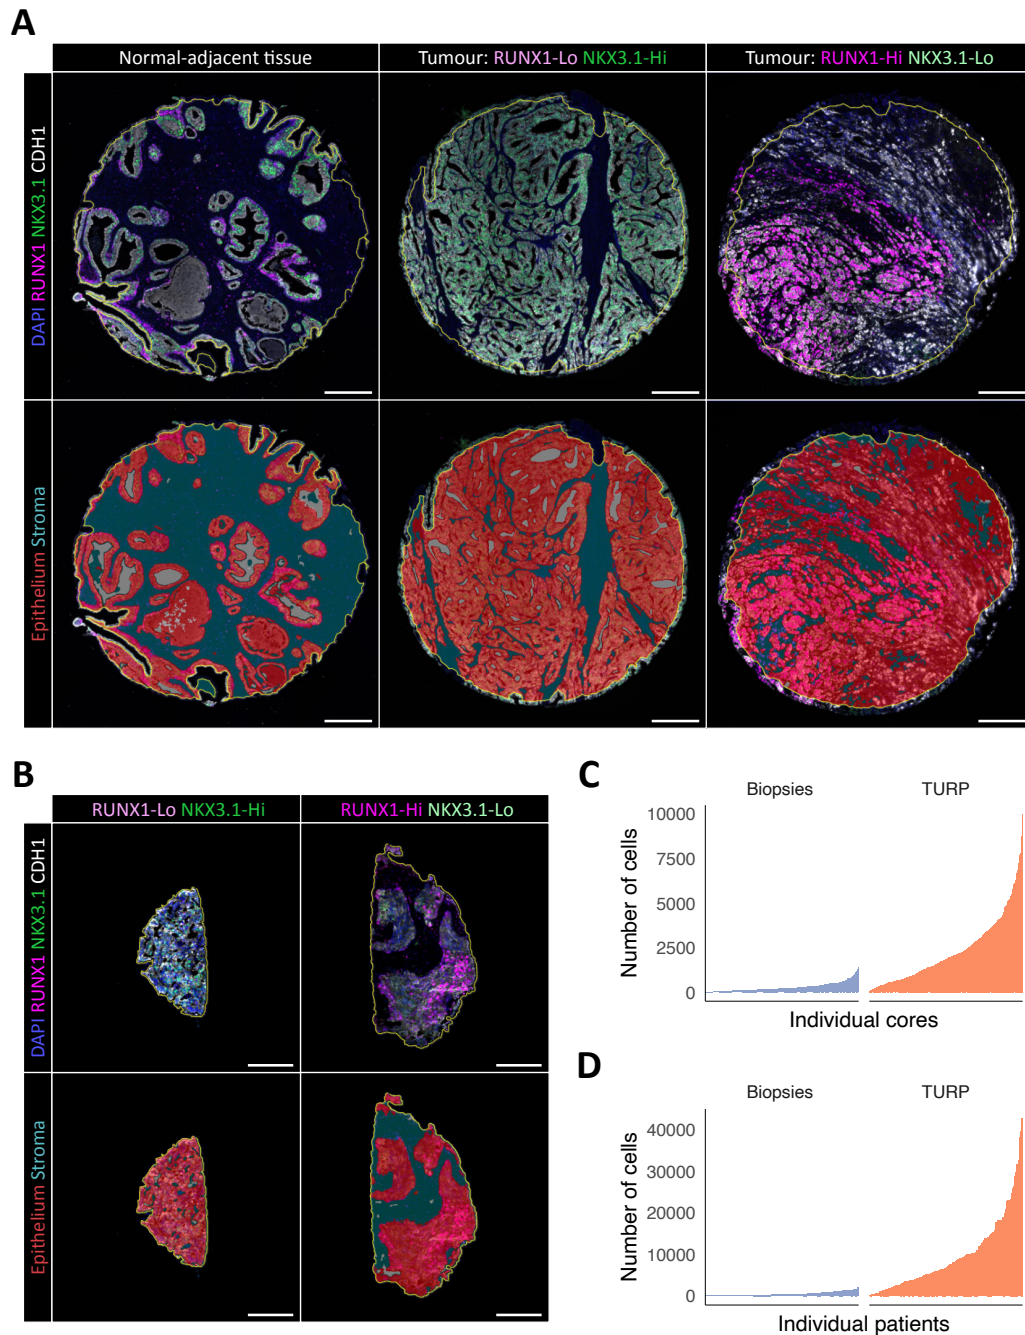 A
Normal-adjacent tissue
Tumour: RUNX1-Lo NKX3.1-Hi
Tumour: RUNX1-Hi NKX3.1-Lo
DAPI RUNX1 NKX3.1 CDH1
Epithelium Stroma
B
RUNX1-Lo NKX3.1-Hi
RUNX1-Hi NKX3.1-Lo
DAPI RUNX1 NKX3.1 CDH1
Epithelium Stroma
C
Biopsies
TURP
Number of cells
10000
7500
5000
2500
0
Individual cores
D
Biopsies
TURP
Number of cells
40000
30000
20000
10000
0
Individual patients